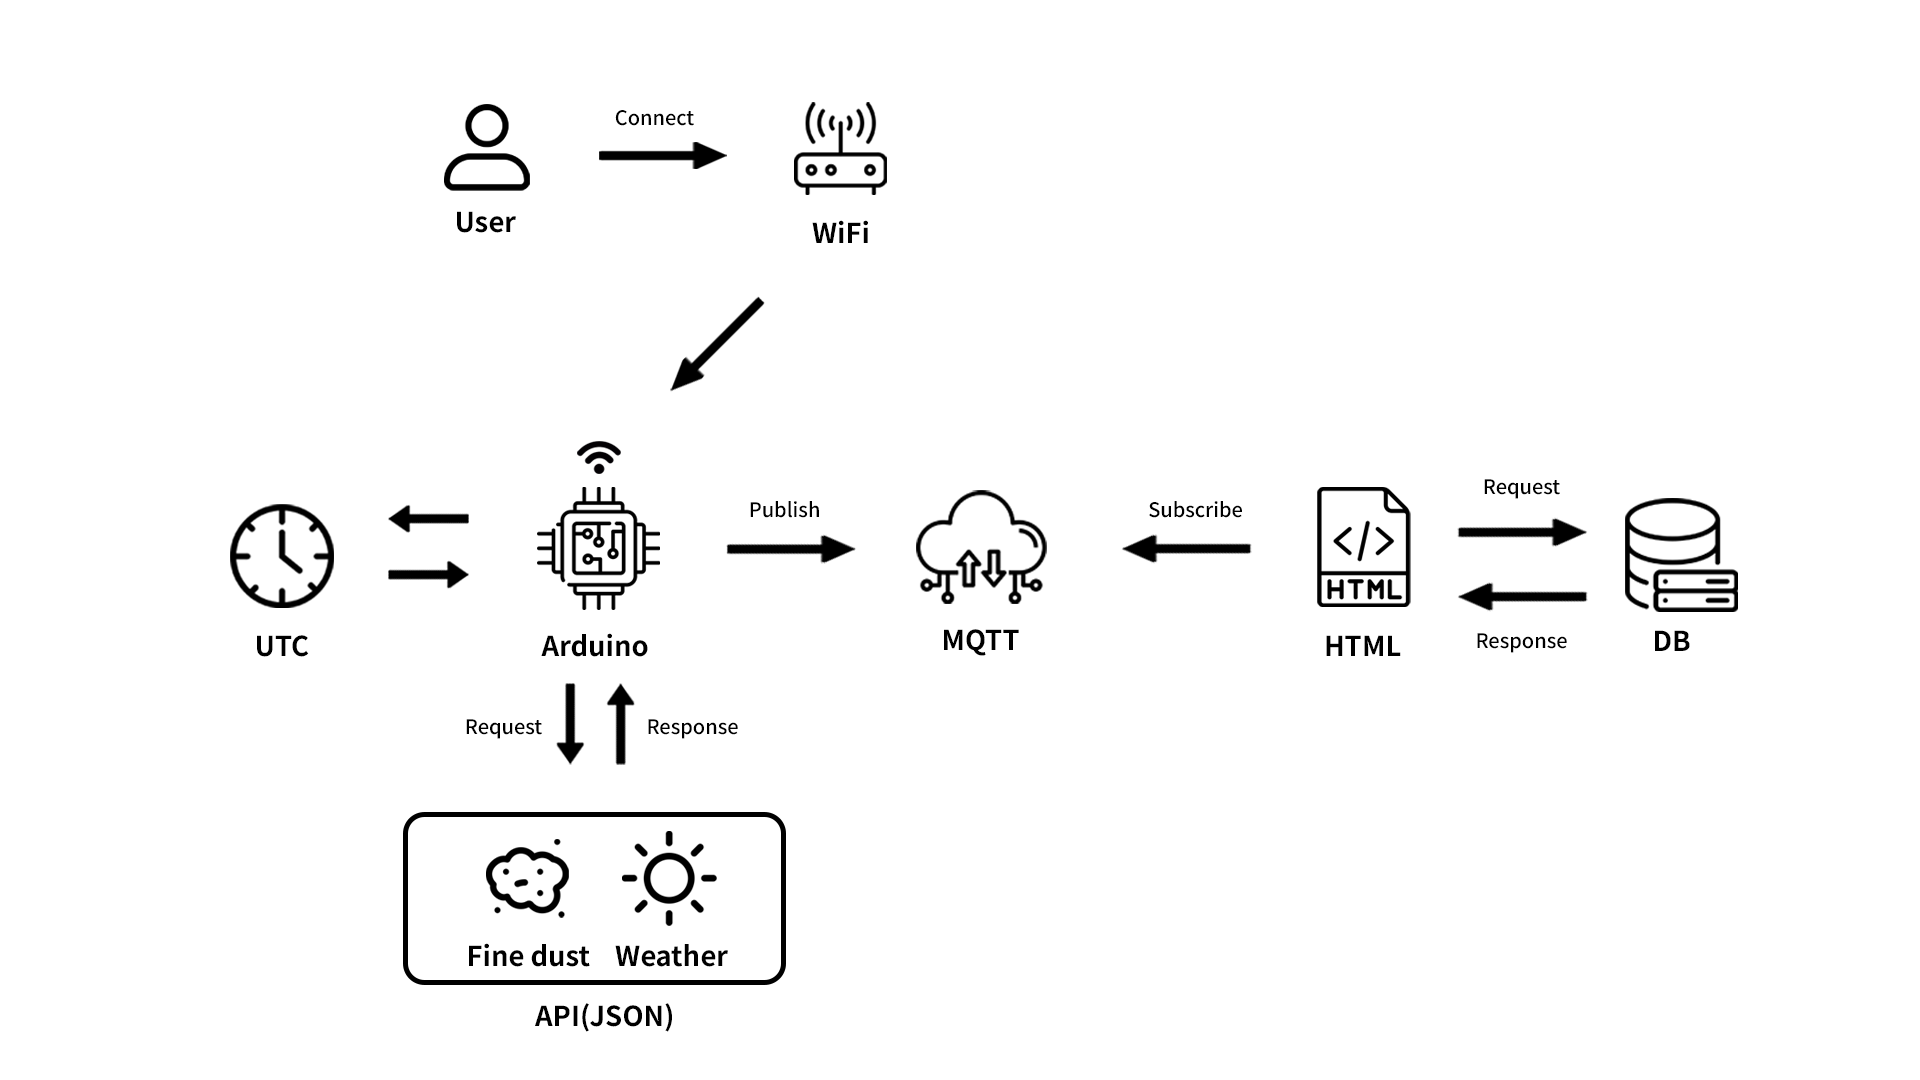 Connect
User
WiFi
Publish
Subscribe
Request
HTML
UTC
Arduino
MQTT
HTML
Response
DB
Request
Response
Fine dust
Weather
API(JSON)